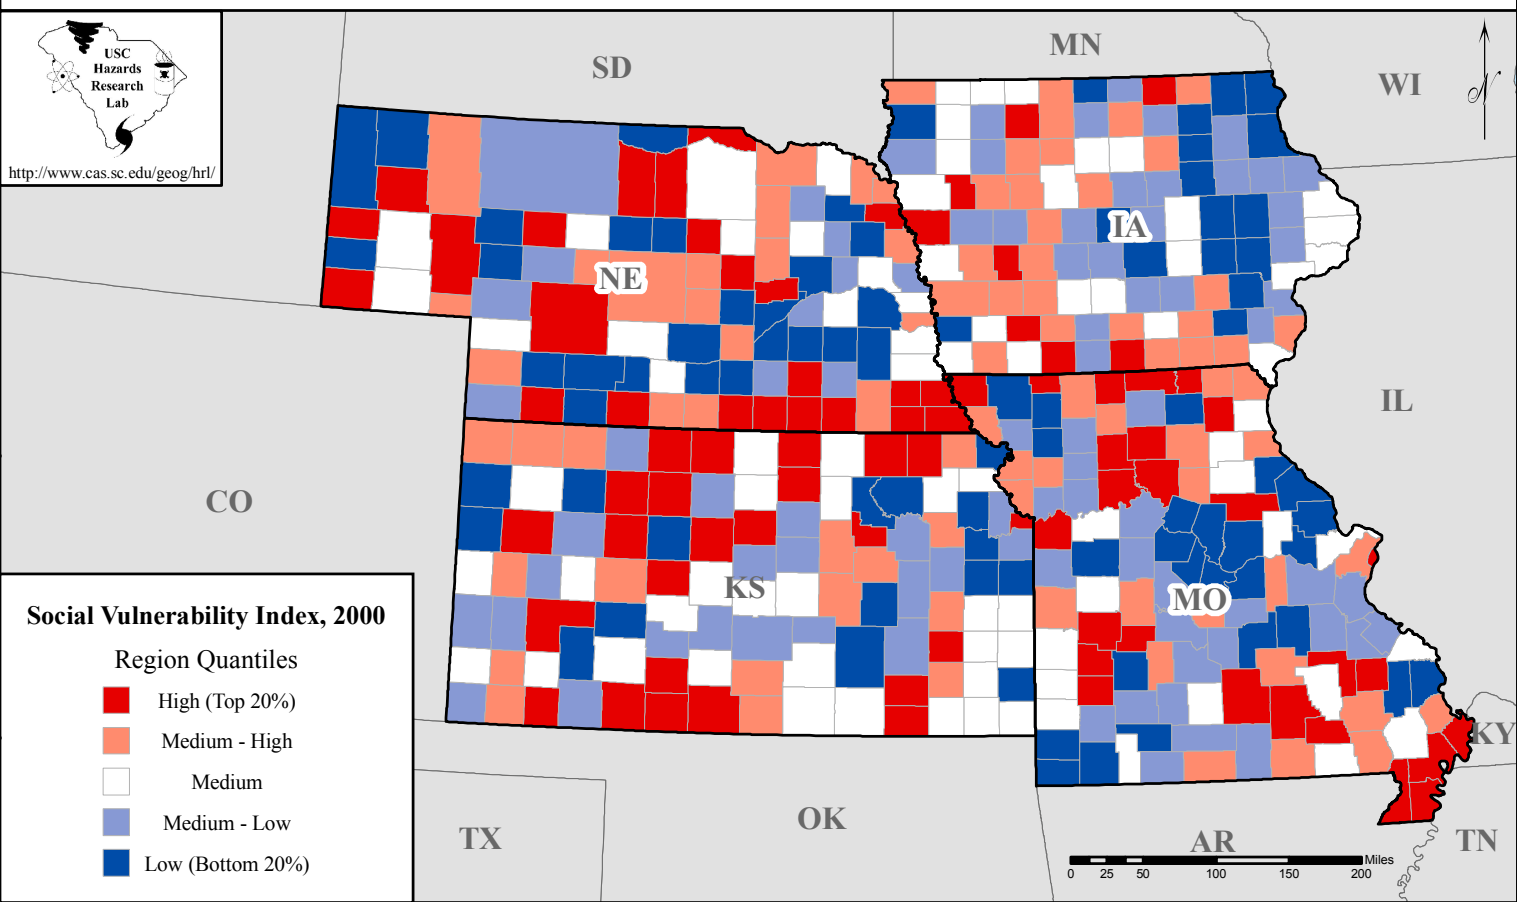 USC
Hazards
Research
Lab
http://www.cas.sc.edu/geog/hrl/
SD
MN
WI
N
IA
NE
IL
CO
KS
MO
KY
TX
OK
AR
TN
Social Vulnerability Index, 2000
Region Quantiles
High (Top 20%)
Medium - High
Medium
Medium - Low
Low (Bottom 20%)
Miles
0 25 50 100 150 200